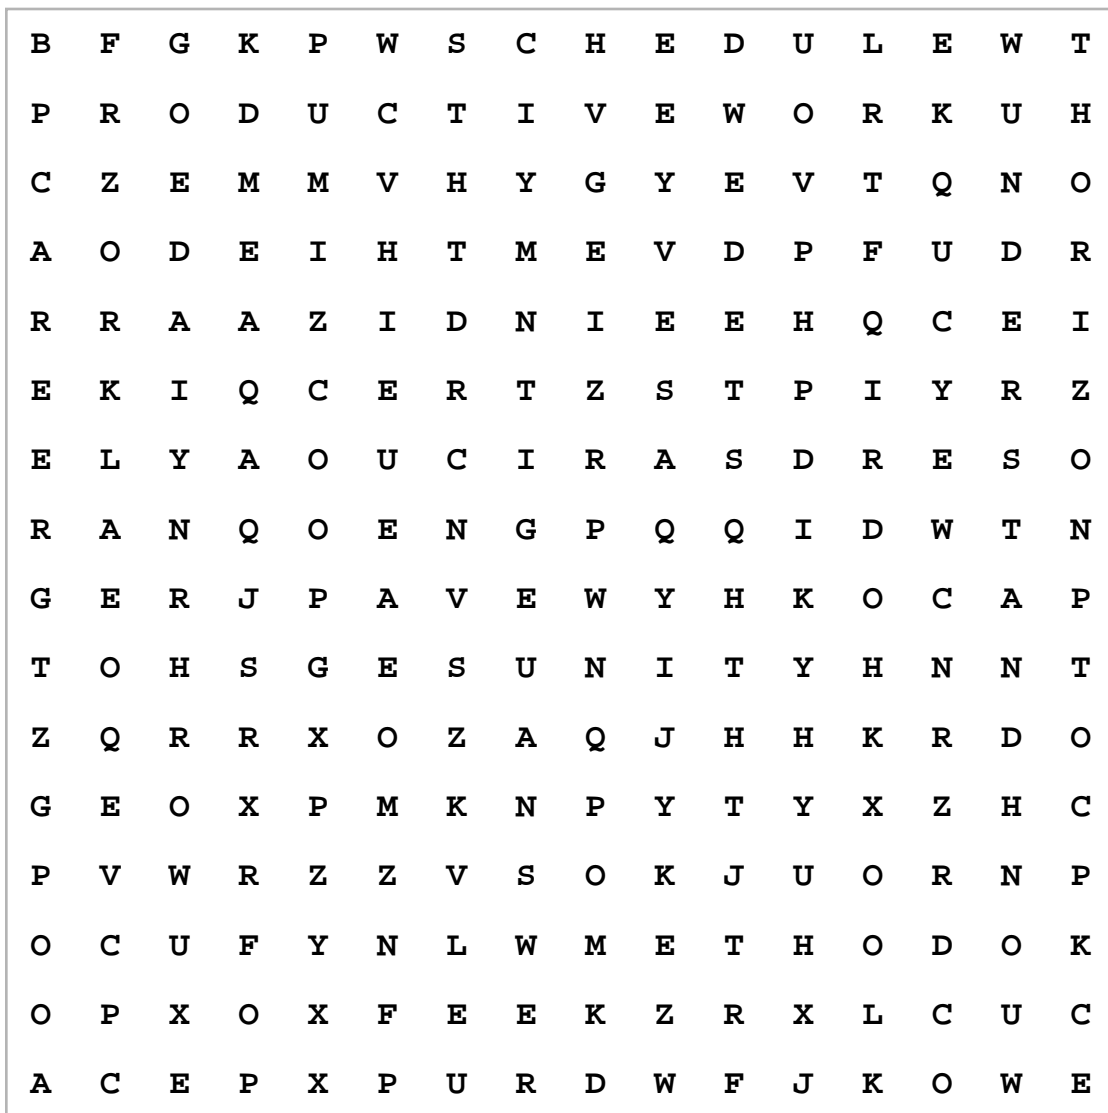 B F G K P W S C H E D U L E W T
P R O D U C T I V E W O R K U H
C Z E M M V H Y G Y E V T Q N O
A O D E I H T M E V D P F U D R
R R A A Z I D N I E E H Q C E I
E K I Q C E R T Z S T P I Y R Z
E L Y A O U C I R A S D R E S O
R A N Q O E N G P Q Q I D W T N
G E R J P A V E W Y H K O C A P
T O H S G E S U N I T Y H N N T
Z Q R R X O Z A Q J H H K R D O
G E O X P M K N P Y T Y X Z H C
P V W R Z Z V S O K J U O R N P
O C U F Y N L W M E T H O D O K
O P X O X F E E K Z R X L C U C
A C E P X P U R D W F J K O W E